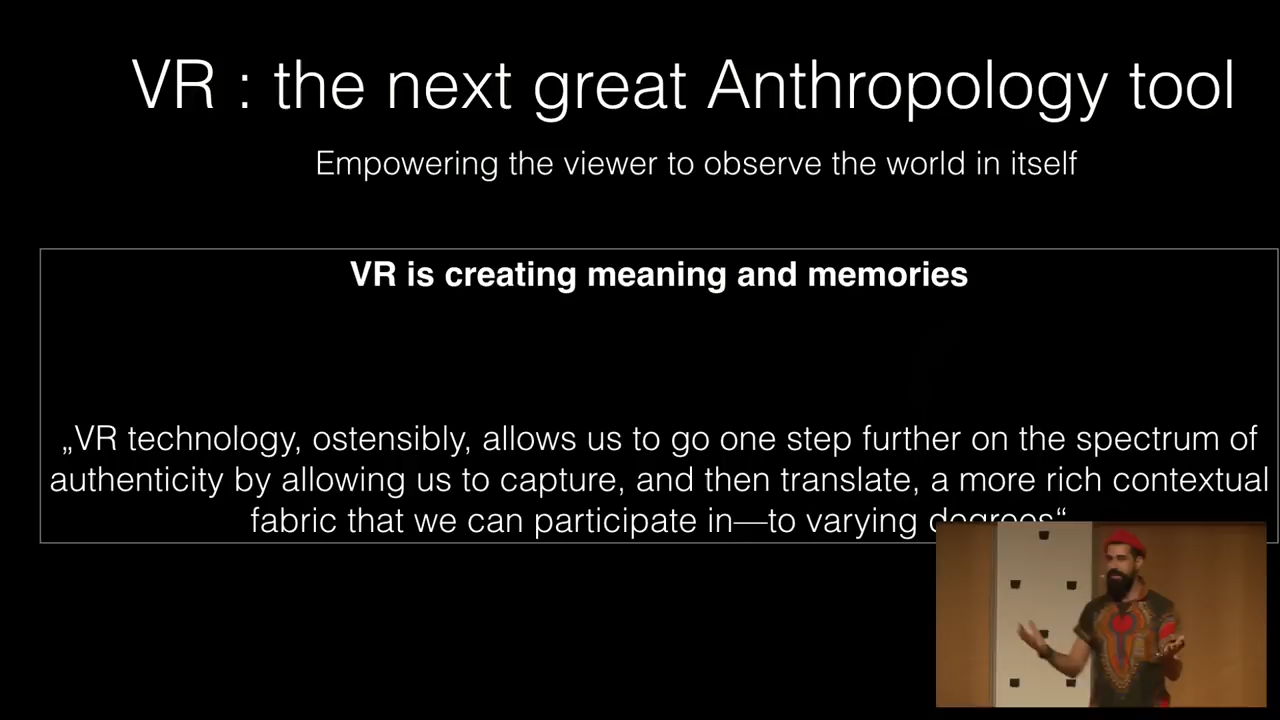 VR : the next great Anthropology tool
Empowering the viewer to observe the world in itself
VR is creating meaning and memories
„VR technology, ostensibly, allows us to go one step further on the spectrum of
authenticity by allowing us to capture, and then translate, a more rich contextual
fabric that we can participate in—to varying degrees“